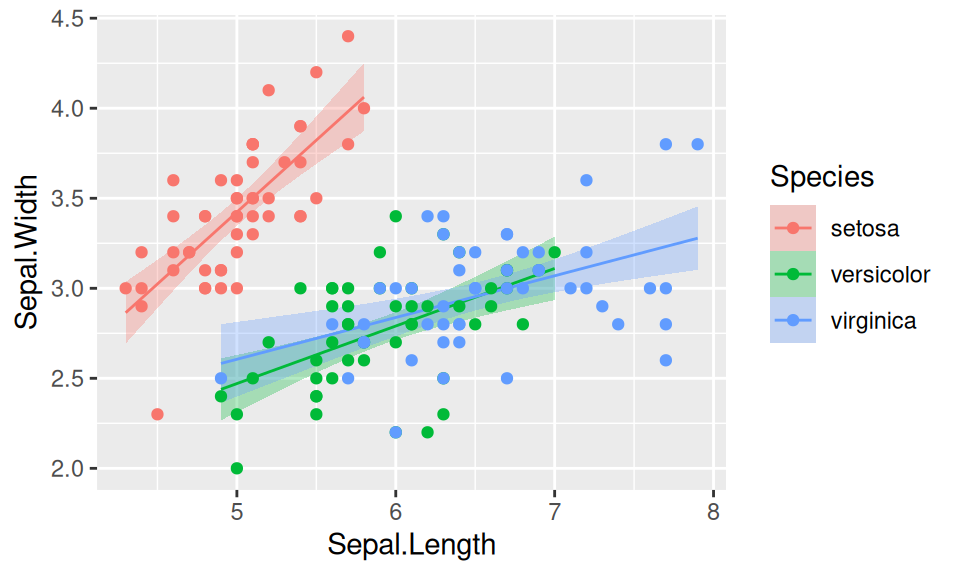 4.5
4.0
3.5
3.0
2.5
2.0
Sepal.Width
5 6 7 8
Sepal.Length
Species
setosa
versicolor
virginica